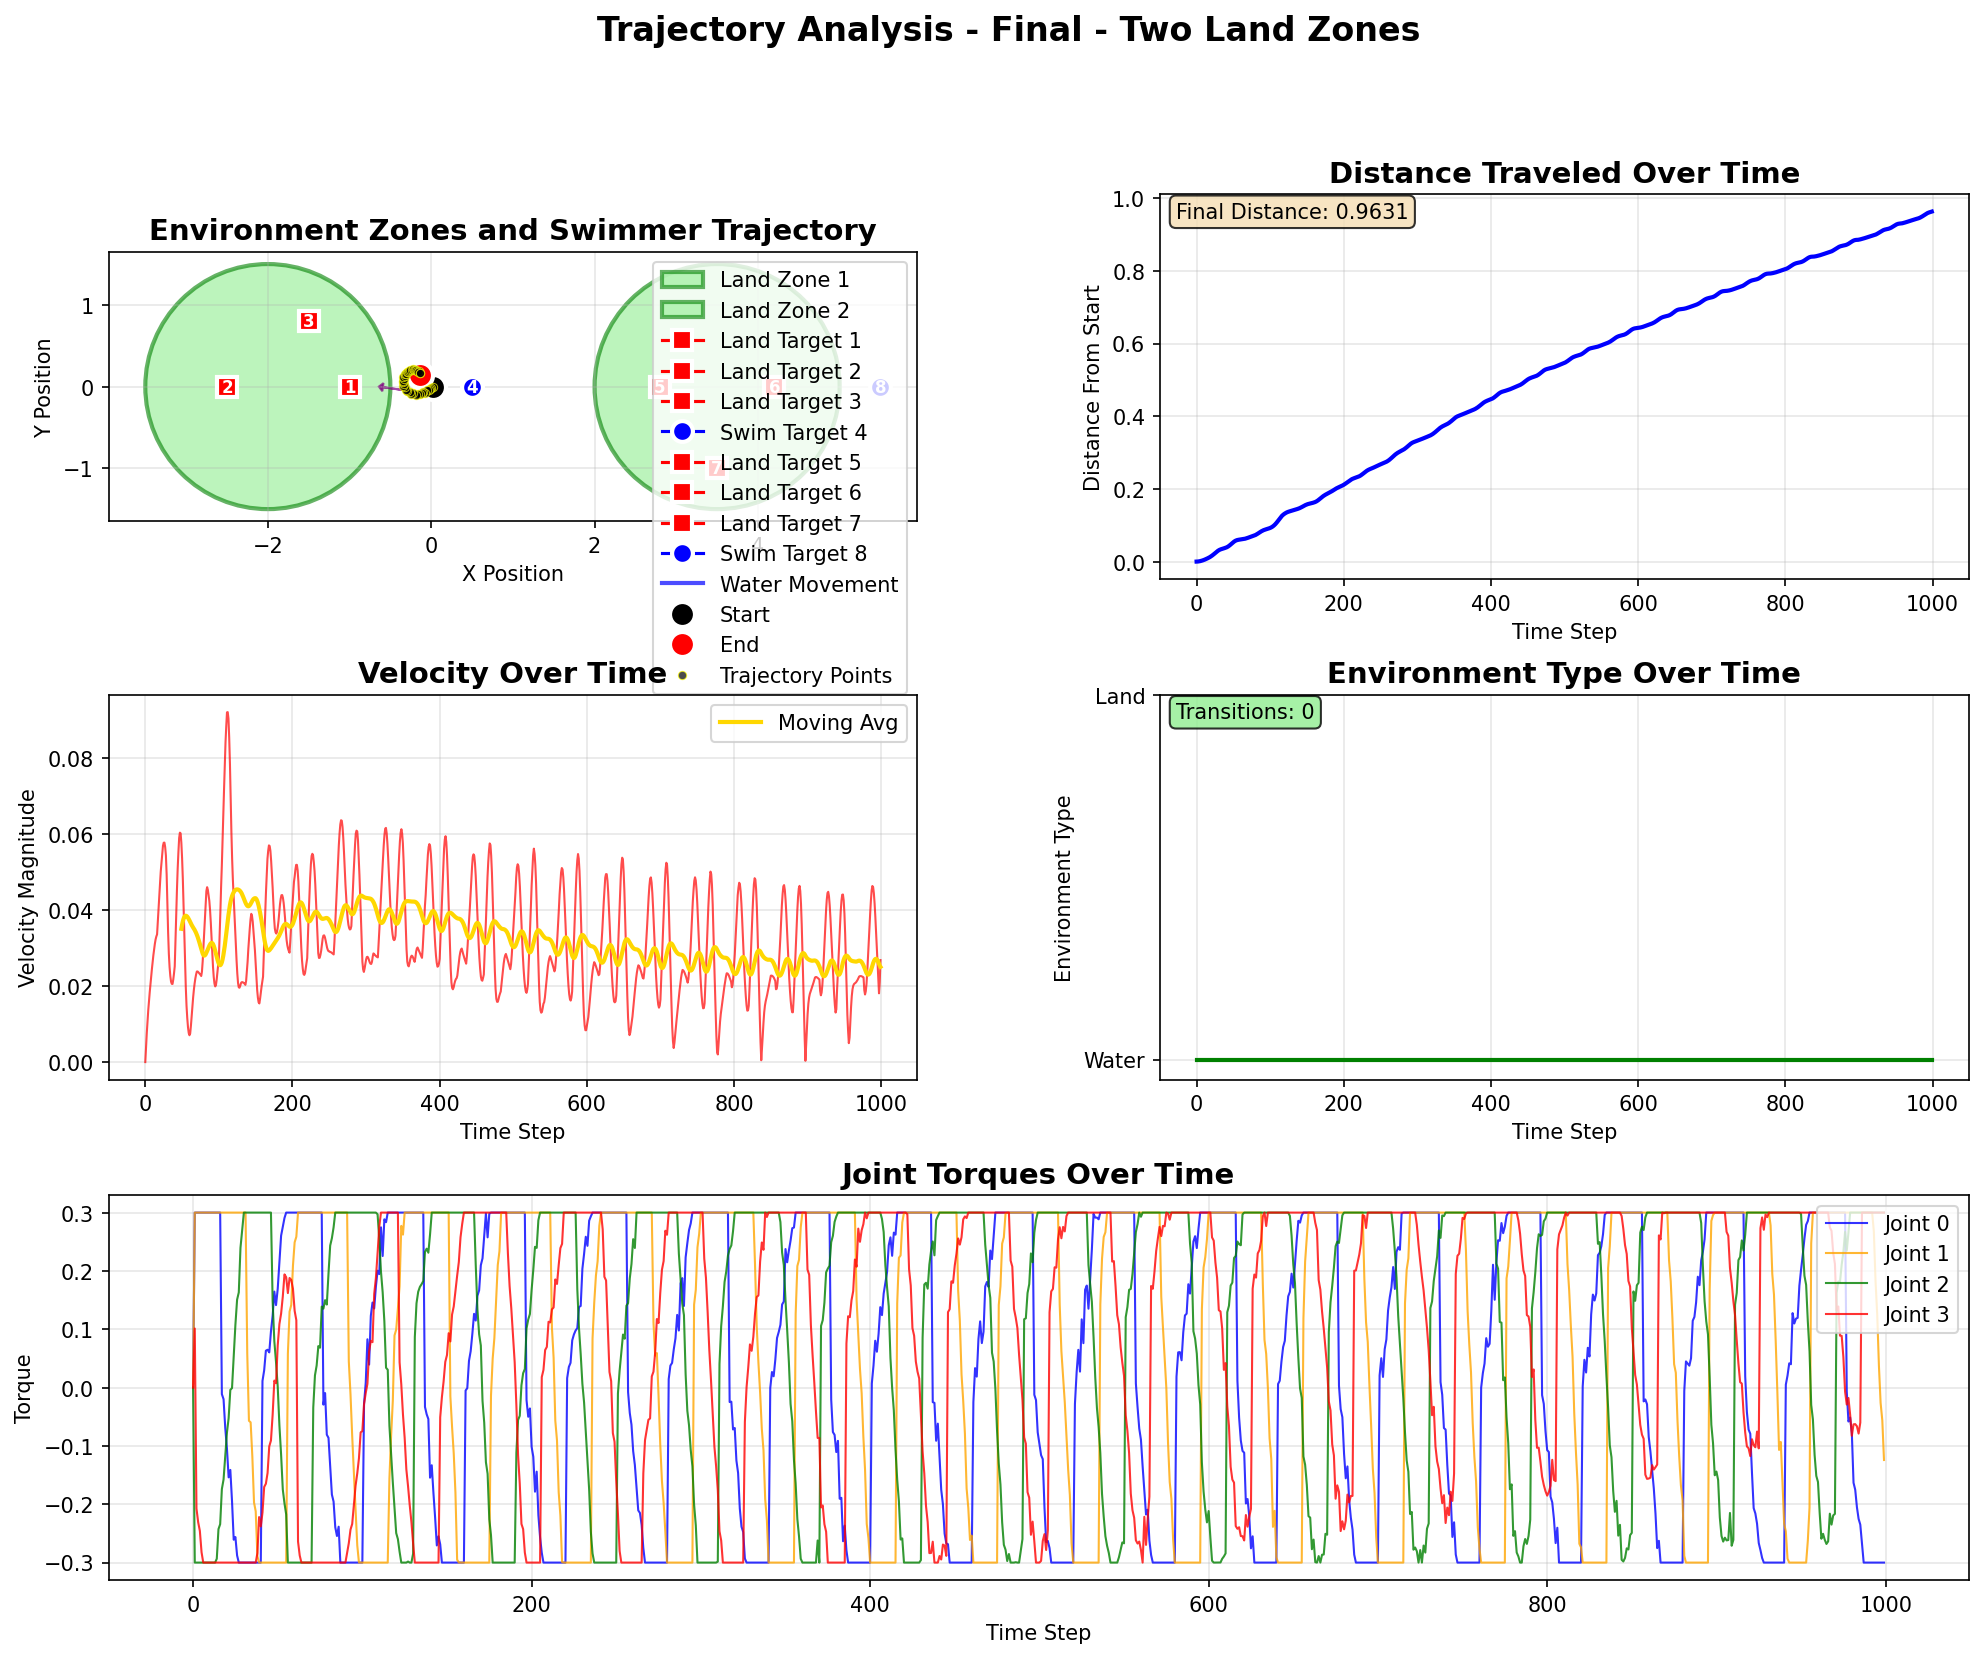 Trajectory Analysis - Final - Two Land Zones
Environment Zones and Swimmer Trajectory
Y Position
1
0
−1
3
2
1
4
5
6
8
7
−2
0
2
4
X Position
Land Zone 1
Land Zone 2
Land Target 1
Land Target 2
Land Target 3
Swim Target 4
Land Target 5
Land Target 6
Land Target 7
Swim Target 8
Water Movement
Start
End
Trajectory Points
Distance Traveled Over Time
Final Distance: 0.9631
Distance From Start
1.0
0.8
0.6
0.4
0.2
0.0
0
200
400
600
800
1000
Time Step
Velocity Over Time
Moving Avg
Velocity Magnitude
0.08
0.06
0.04
0.02
0.00
0
200
400
600
800
1000
Time Step
Environment Type Over Time
Transitions: 0
Environment Type
Land
Water
0
200
400
600
800
1000
Time Step
Joint Torques Over Time
Torque
0.3
0.2
0.1
0.0
−0.1
−0.2
−0.3
0
200
400
600
800
1000
Time Step
Joint 0
Joint 1
Joint 2
Joint 3